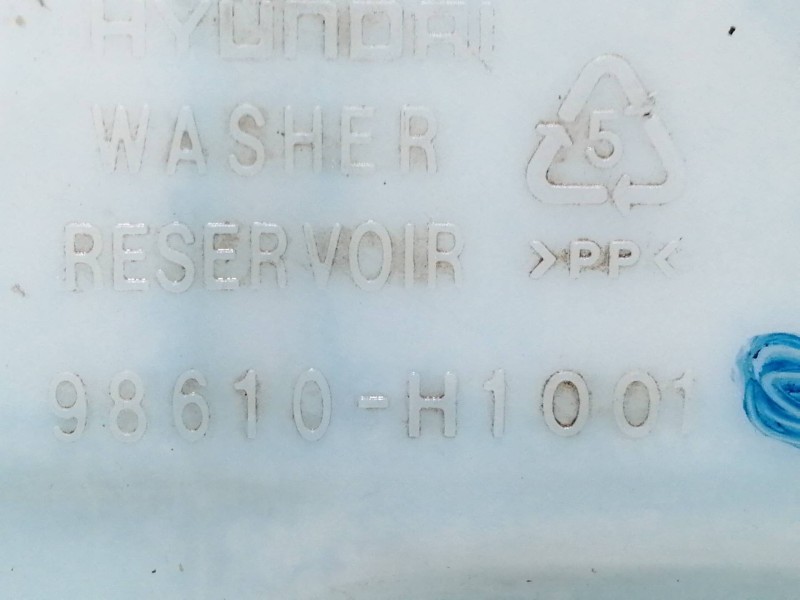 HYUNDAI
WASHER
RESERVOIR
98610-H1001
5
>PP<